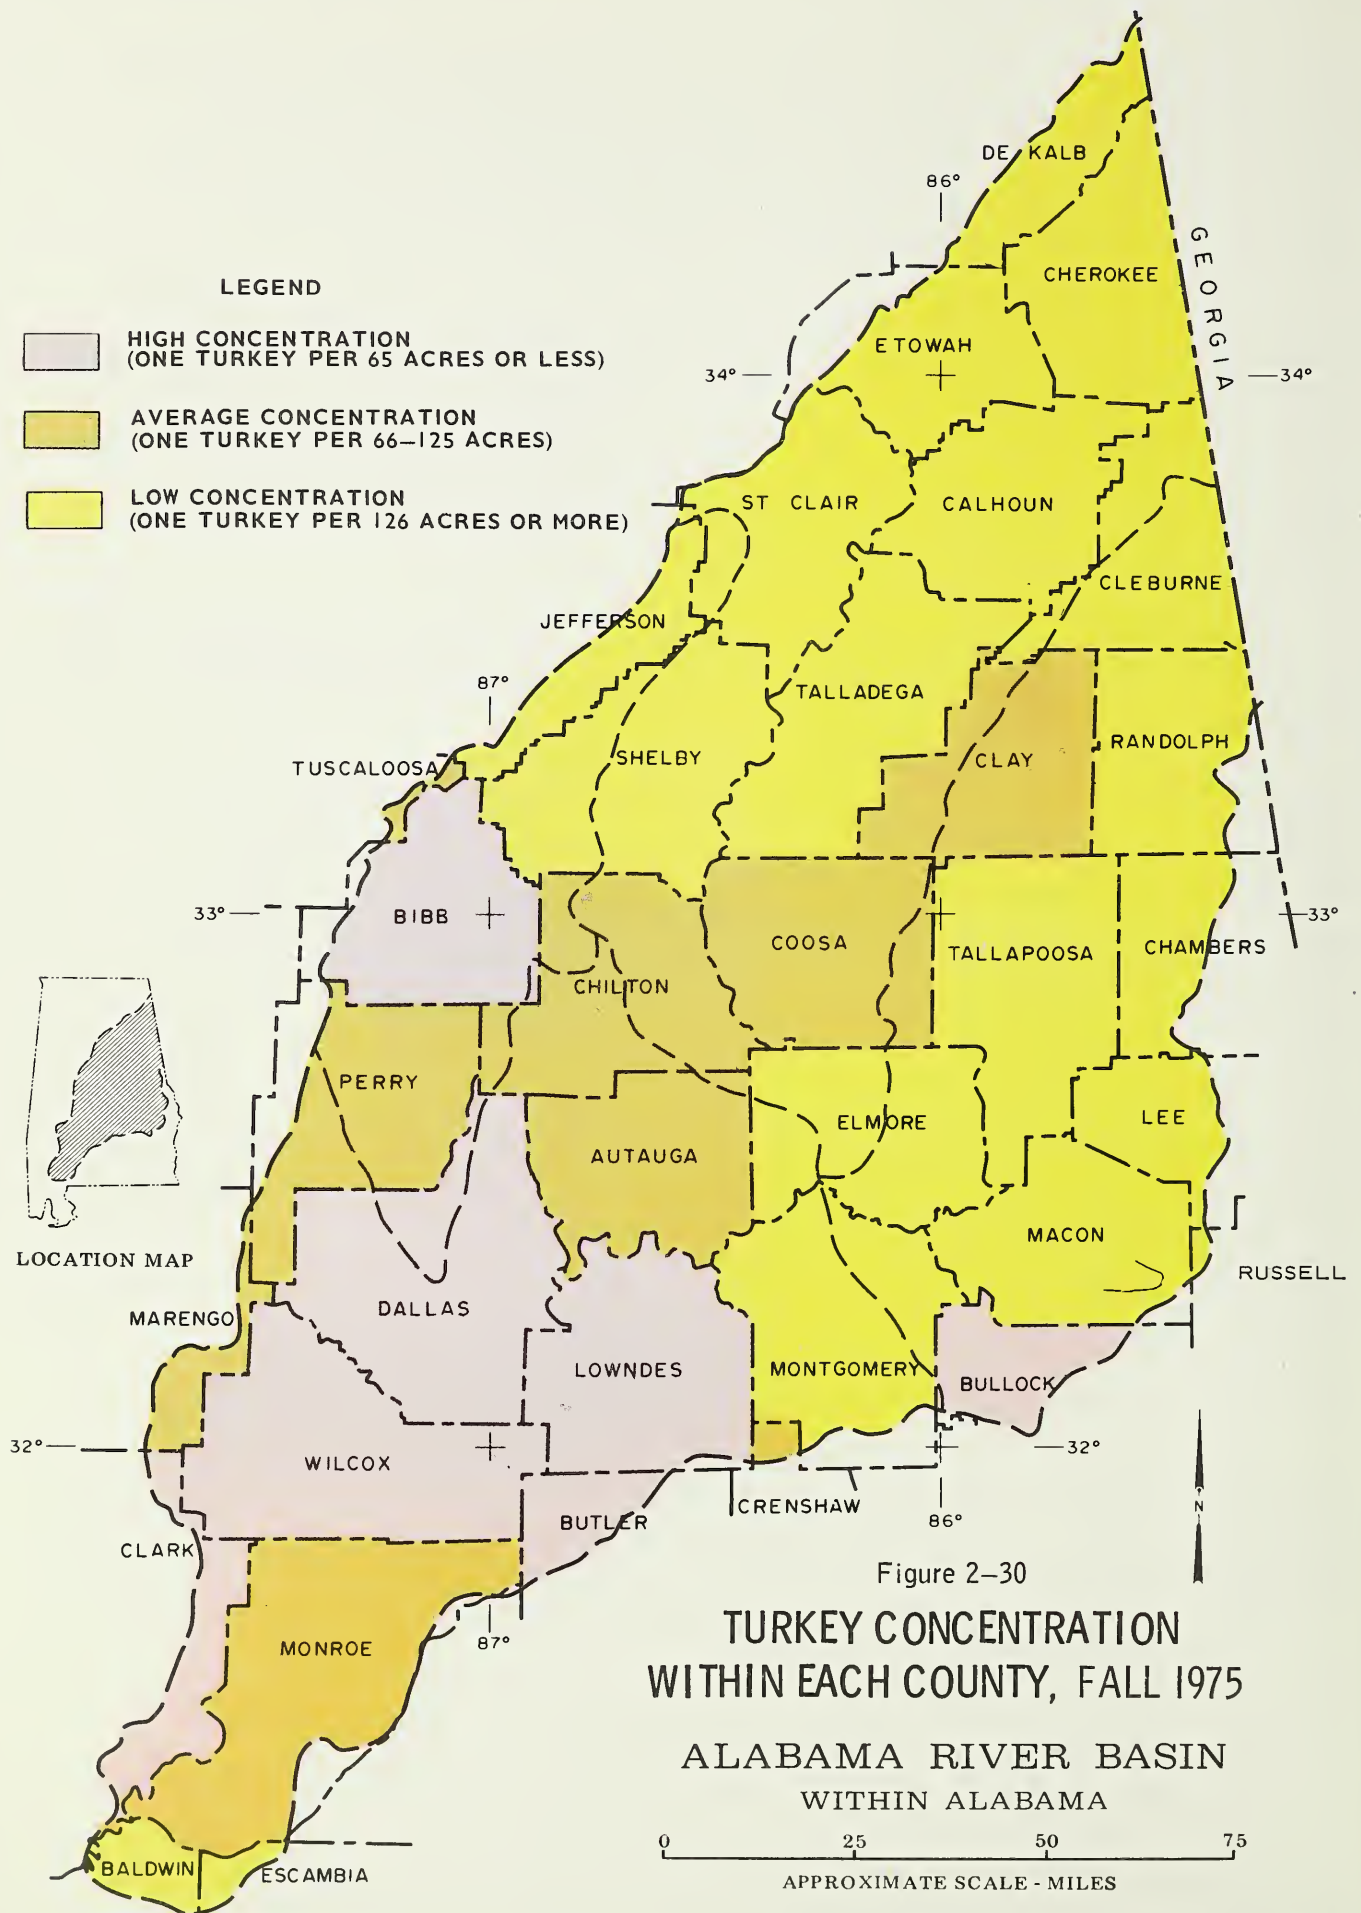 DE KALB
86°
GEORGIA
CHEROKEE
LEGEND
HIGH CONCENTRATION
(ONE TURKEY PER 65 ACRES OR LESS)
ETOWAH
34°
34°
AVERAGE CONCENTRATION
(ONE TURKEY PER 66–125 ACRES)
LOW CONCENTRATION
(ONE TURKEY PER 126 ACRES OR MORE)
ST CLAIR
CALHOUN
CLEBURNE
JEFFERSON
87°
TALLADEGA
RANDOLPH
SHELBY
CLAY
TUSCALOOSA
33°
BIBB
33°
COOSA
TALLAPOOSA
CHAMBERS
CHILTON
PERRY
ELMORE
LEE
AUTAUGA
MACON
LOCATION MAP
RUSSELL
DALLAS
MARENGO
LOWNDES
MONTGOMERY
BULLOCK
32°
32°
WILCOX
CRENSHAW
BUTLER
86°
N
CLARK
MONROE
87°
Figure 2–30
TURKEY CONCENTRATION
WITHIN EACH COUNTY, FALL 1975
ALABAMA RIVER BASIN
WITHIN ALABAMA
0 25 50 75
APPROXIMATE SCALE - MILES
BALDWIN
ESCAMBIA